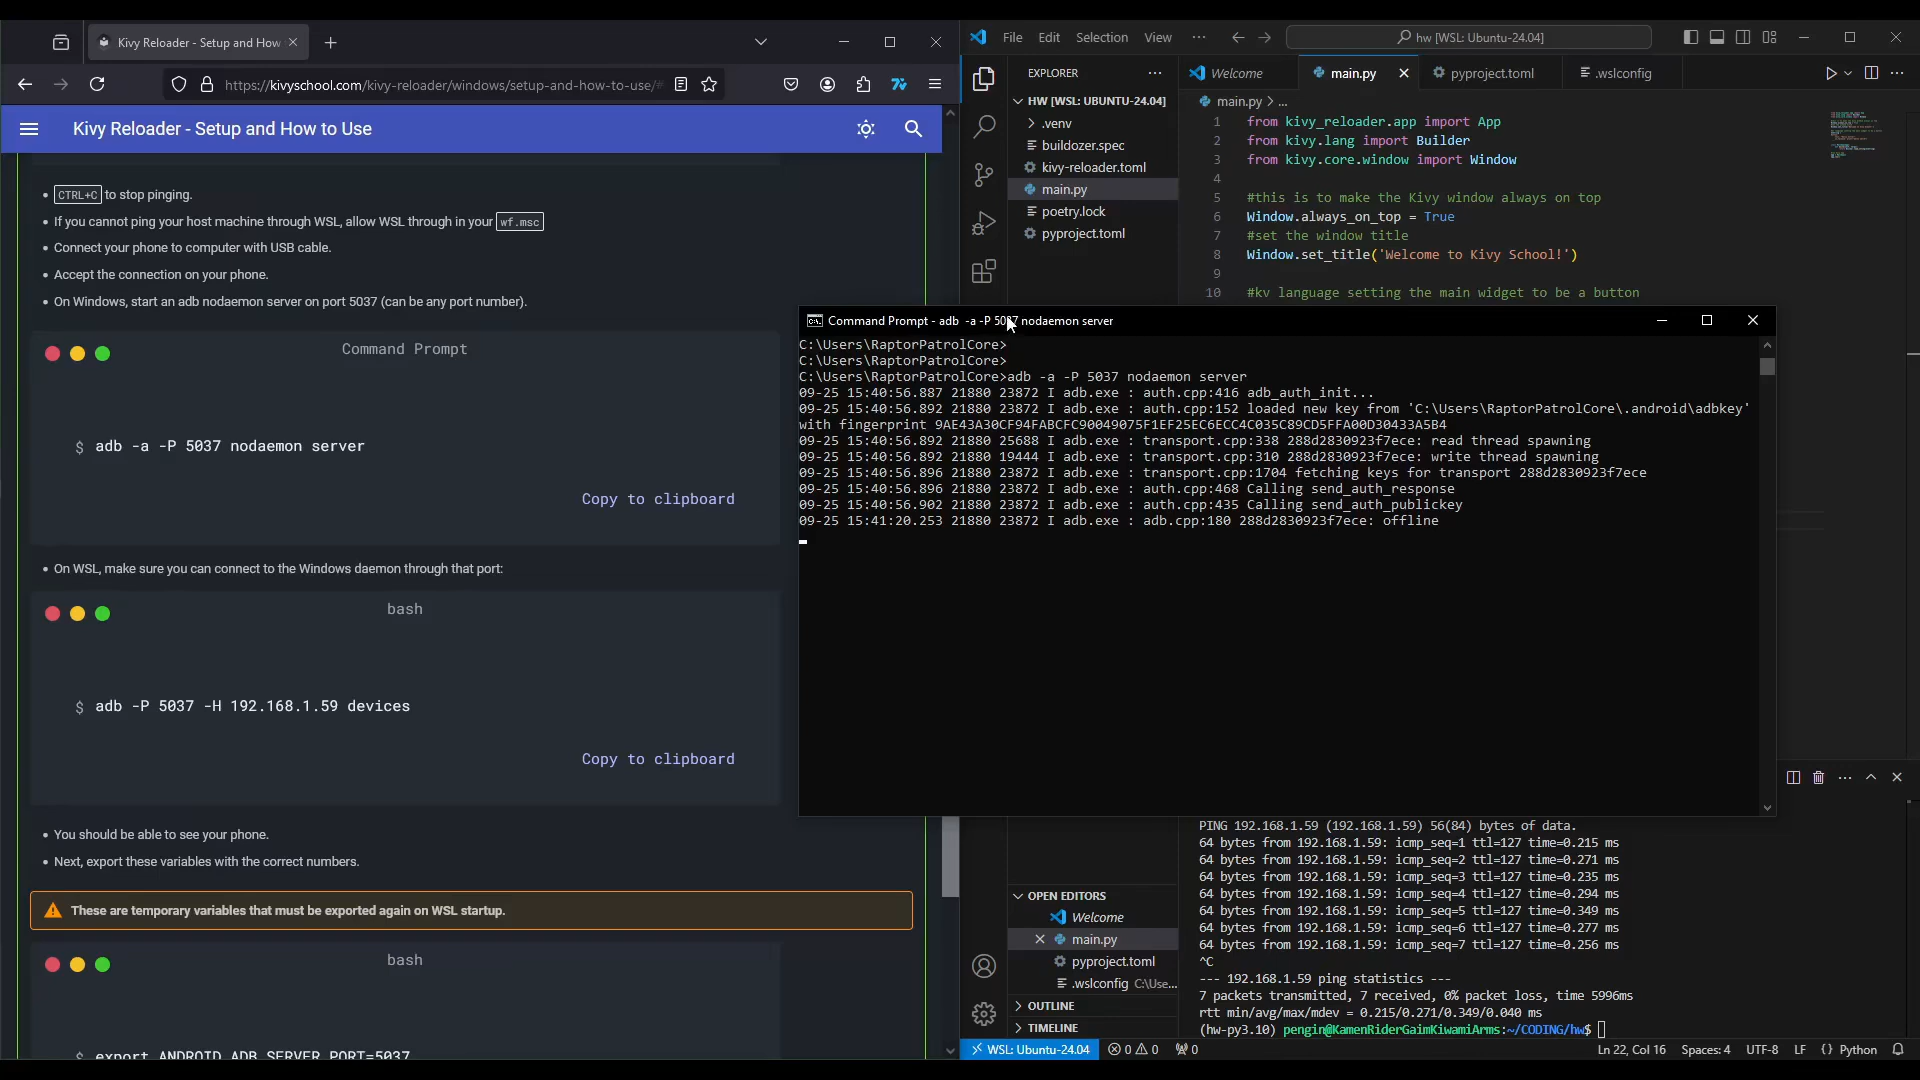 Kivy Reloader - Setup and How
https://kivyschool.com/kivy-reloader/windows/setup-and-how-to-use/#
Kivy Reloader - Setup and How to Use
CTRL+C to stop pinging.
If you cannot ping your host machine through WSL, allow WSL through in your wf.msc
Connect your phone to computer with USB cable.
Accept the connection on your phone.
On Windows, start an adb nodaemon server on port 5037 (can be any port number).
Command Prompt
$ adb -a -P 5037 nodaemon server
Copy to clipboard
On WSL, make sure you can connect to the Windows daemon through that port:
bash
$ adb -P 5037 -H 192.168.1.59 devices
Copy to clipboard
You should be able to see your phone.
Next, export these variables with the correct numbers.
These are temporary variables that must be exported again on WSL startup.
bash
$ export ANDROID_ADB_SERVER_PORT=5037
File Edit Selection View
hw [WSL: Ubuntu-24.04]
EXPLORER
HW [WSL: UBUNTU-24.04]
.venv
buildozer.spec
kivy-reloader.toml
main.py
poetry.lock
pyproject.toml
Welcome
main.py
pyproject.toml
.wslconfig
main.py > ...
1 from kivy_reloader.app import App
2 from kivy.lang import Builder
3 from kivy.core.window import Window
4
5 #this is to make the Kivy window always on top
6 Window.always_on_top = True
7 #set the window title
8 Window.set_title('Welcome to Kivy School!')
9
10 #kv language setting the main widget to be a button
Command Prompt - adb -a -P 5037 nodaemon server
C:\Users\RaptorPatrolCore>
C:\Users\RaptorPatrolCore>
C:\Users\RaptorPatrolCore>adb -a -P 5037 nodaemon server
09-25 15:40:56.887 21880 23872 I adb.exe : auth.cpp:416 adb_auth_init...
09-25 15:40:56.892 21880 23872 I adb.exe : auth.cpp:152 loaded new key from 'C:\Users\RaptorPatrolCore\.android\adbkey'
with fingerprint 9AE43A30CF94FABCFC90049075F1EF25EC6ECC4C035C89CD5FFA00D30433A5B4
09-25 15:40:56.892 21880 25688 I adb.exe : transport.cpp:338 288d2830923f7ece: read thread spawning
09-25 15:40:56.892 21880 19444 I adb.exe : transport.cpp:310 288d2830923f7ece: write thread spawning
09-25 15:40:56.896 21880 23872 I adb.exe : transport.cpp:1704 fetching keys for transport 288d2830923f7ece
09-25 15:40:56.896 21880 23872 I adb.exe : auth.cpp:468 Calling send_auth_response
09-25 15:40:56.902 21880 23872 I adb.exe : auth.cpp:435 Calling send_auth_publickey
09-25 15:41:20.253 21880 23872 I adb.exe : adb.cpp:180 288d2830923f7ece: offline
PING 192.168.1.59 (192.168.1.59) 56(84) bytes of data.
64 bytes from 192.168.1.59: icmp_seq=1 ttl=127 time=0.215 ms
64 bytes from 192.168.1.59: icmp_seq=2 ttl=127 time=0.271 ms
64 bytes from 192.168.1.59: icmp_seq=3 ttl=127 time=0.235 ms
64 bytes from 192.168.1.59: icmp_seq=4 ttl=127 time=0.294 ms
64 bytes from 192.168.1.59: icmp_seq=5 ttl=127 time=0.349 ms
64 bytes from 192.168.1.59: icmp_seq=6 ttl=127 time=0.277 ms
64 bytes from 192.168.1.59: icmp_seq=7 ttl=127 time=0.256 ms
^C
--- 192.168.1.59 ping statistics ---
7 packets transmitted, 7 received, 0% packet loss, time 5996ms
rtt min/avg/max/mdev = 0.215/0.271/0.349/0.040 ms
(hw-py3.10) pengin@KamenRiderGaimKiwamiArms:~/CODING/hw$
OPEN EDITORS
Welcome
main.py
pyproject.toml
.wslconfig C:\Use...
OUTLINE
TIMELINE
WSL: Ubuntu-24.04 0 0 0
Ln 22, Col 16 Spaces: 4 UTF-8 LF {} Python